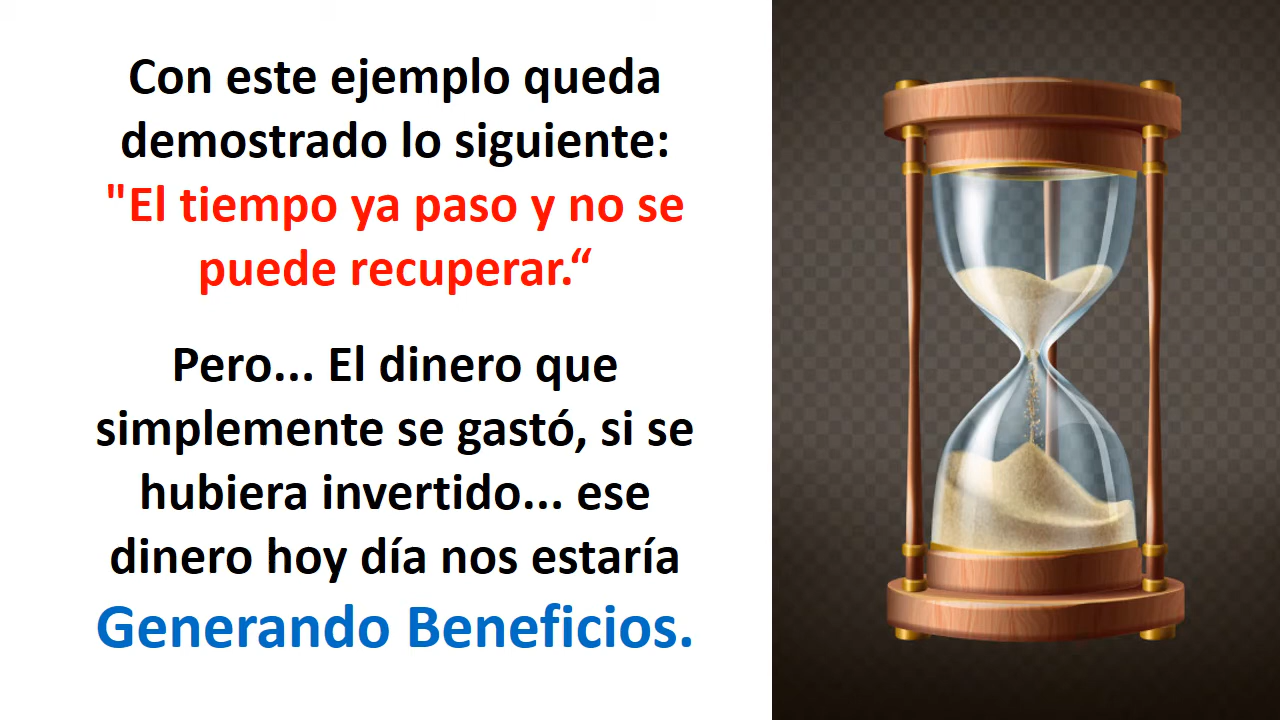 Con este ejemplo queda
demostrado lo siguiente:
"El tiempo ya paso y no se
puede recuperar.“
Pero... El dinero que
simplemente se gastó, si se
hubiera invertido... ese
dinero hoy día nos estaría
Generando Beneficios.